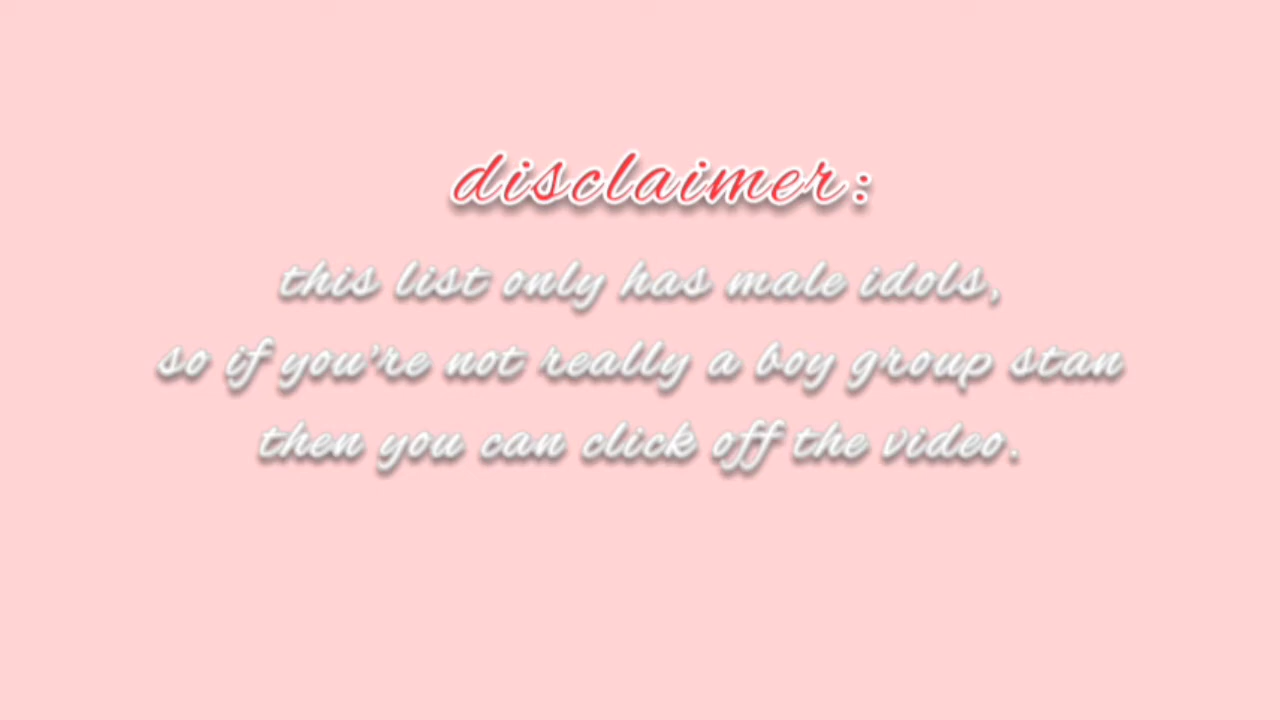 disclaimer:
this list only has male idols,
so if you're not really a boy group stan
then you can click off the video.